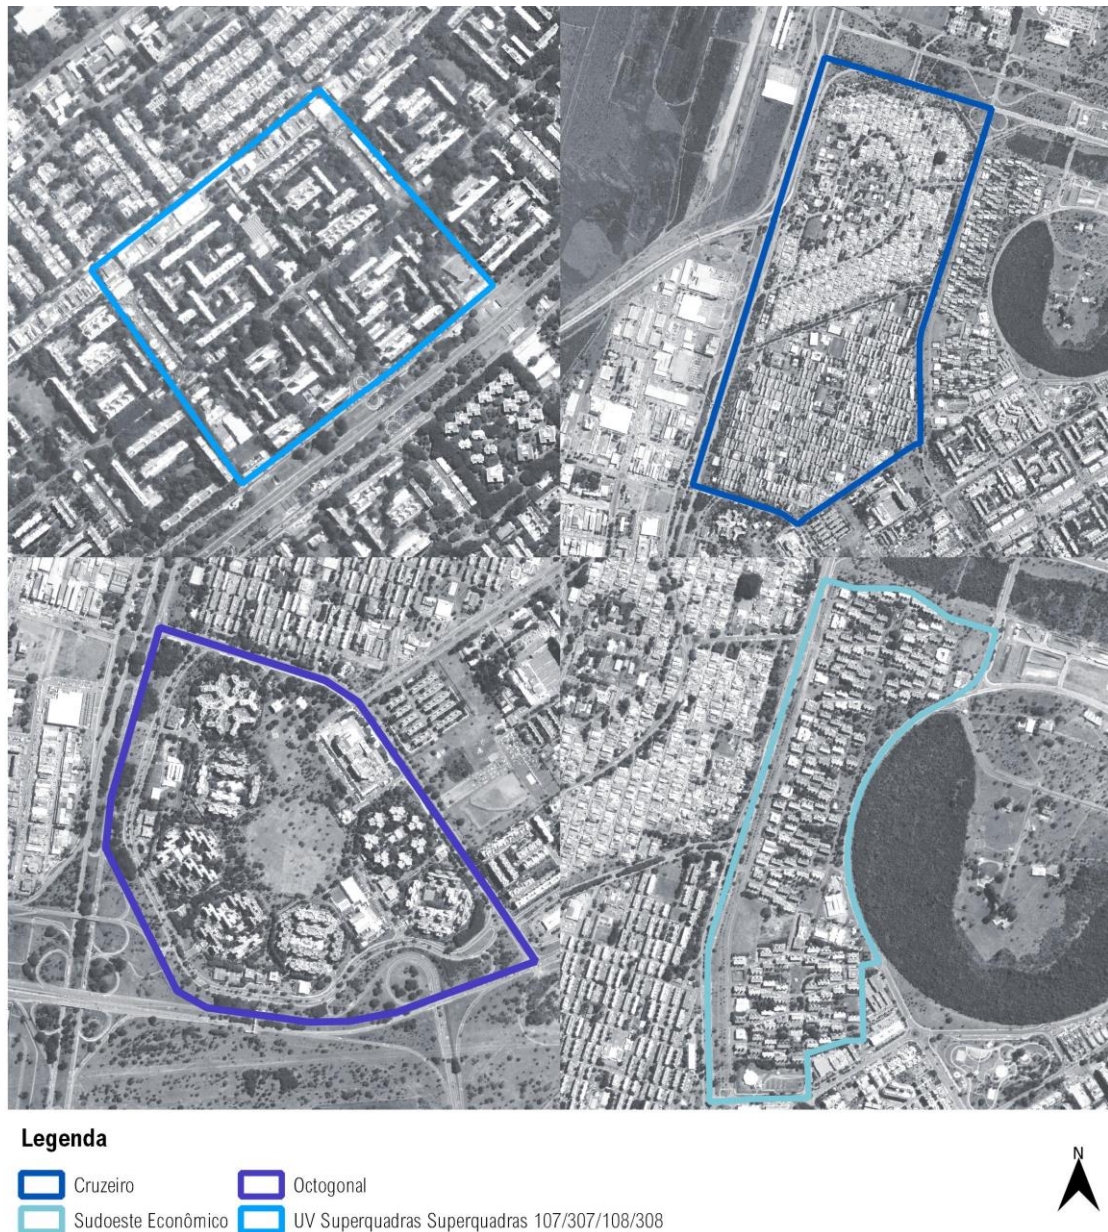 Legenda
N
Cruzeiro Octogonal
Sudoeste Econômico UV Superquadras Superquadras 107/307/108/308